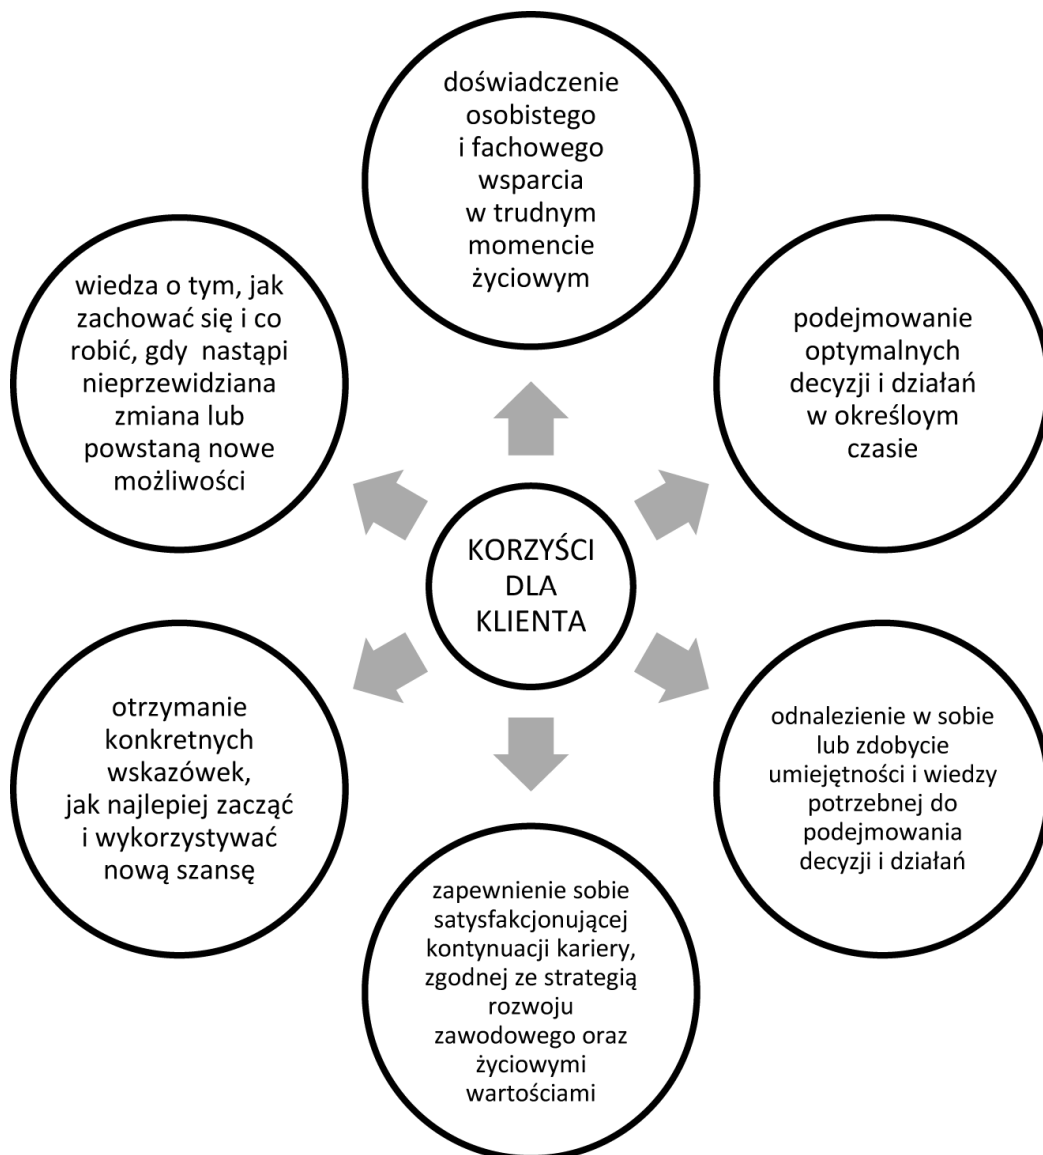 doświadczenie
osobistego
i fachowego
wsparcia
w trudnym
momencie
życiowym
wiedza o tym, jak
zachować się i co
robić, gdy  nastąpi
nieprzewidziana
zmiana lub
powstaną nowe
możliwości
podejmowanie
optymalnych
decyzji i działań
w określoym
czasie
KORZYŚCI
DLA
KLIENTA
otrzymanie
konkretnych
wskazówek,
jak najlepiej zacząć
i wykorzystywać
nową szansę
odnalezienie w sobie
lub zdobycie
umiejętności i wiedzy
potrzebnej do
podejmowania
decyzji i działań
zapewnienie sobie
satysfakcjonującej
kontynuacji kariery,
zgodnej ze strategią
rozwoju
zawodowego oraz
życiowymi
wartościami